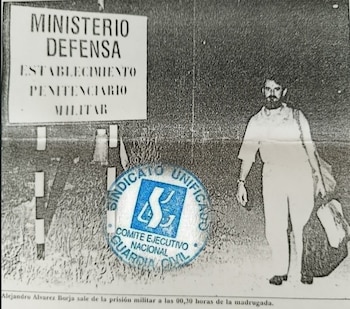 MINISTERIO
DEFENSA
ESTABLECIMIENTO
PENITENCIARIO
MILITAR
SINDICATO UNIFICADO
COMITE EJECUTIVO
NACIONAL
GUARDIA CIVIL
Alejandro Alvarez Borja sale de la prisión militar a las 00,30 horas de la madrugada.